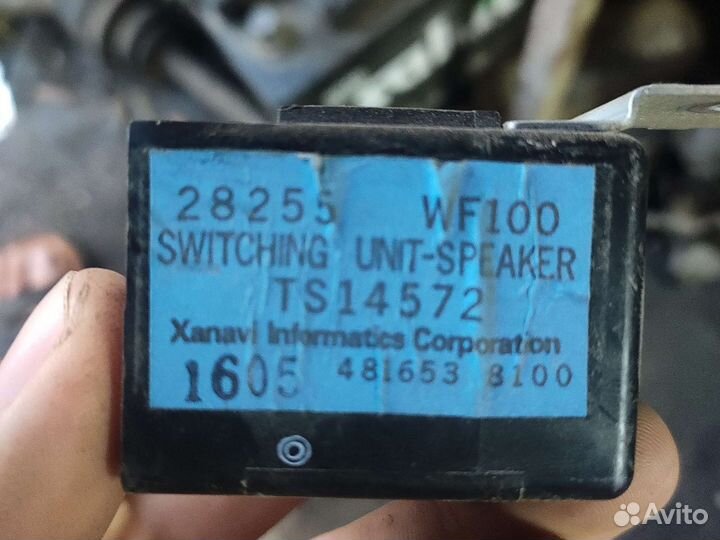 28255 WF100
SWITCHING UNIT-SPEAKER
TS14572
Xanavi Informatics Corporation
1605 481653 8100
Avito